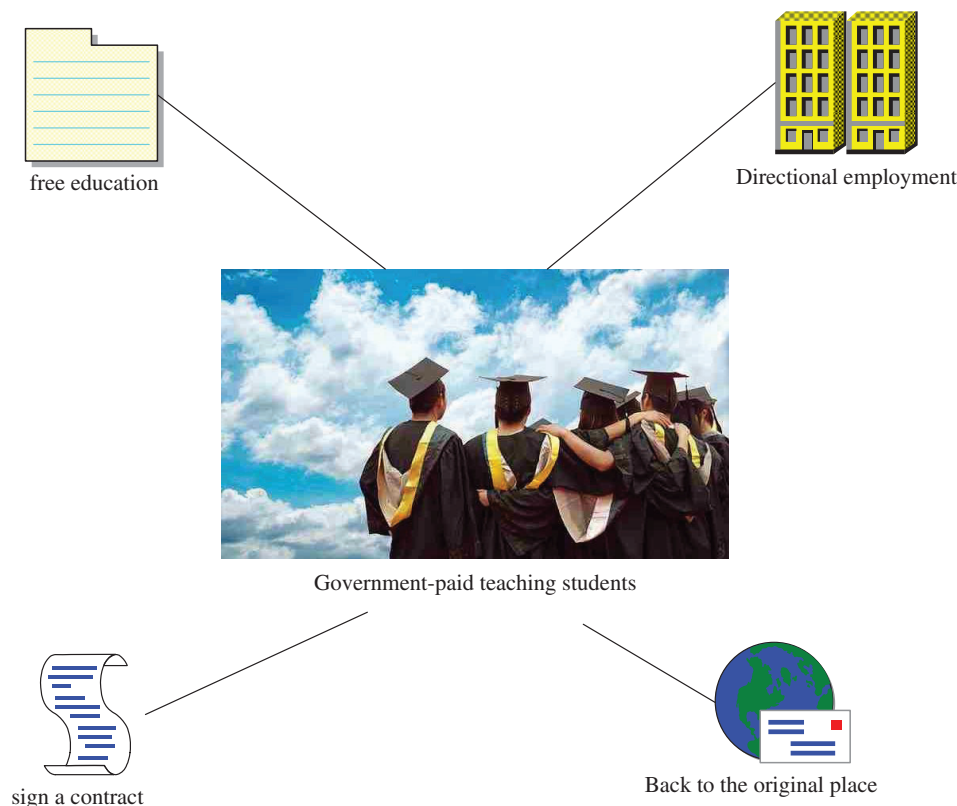 free education
Directional employment
Government-paid teaching students
sign a contract
Back to the original place